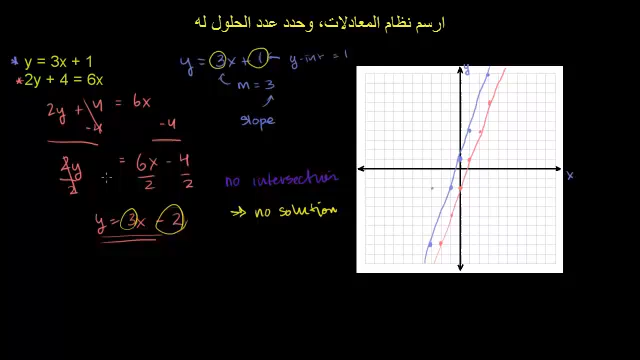 ارسم نظام المعادلات، وحدد عدد الحلول له
* y = 3x + 1
* 2y + 4 = 6x
2y + 4 = 6x
-4 -4
2y = 6x - 4
2 2 2
y = 3x - 2
y = 3x + 1 y-int = 1
m = 3
slope
no intersection
⇒ no solution
y
x